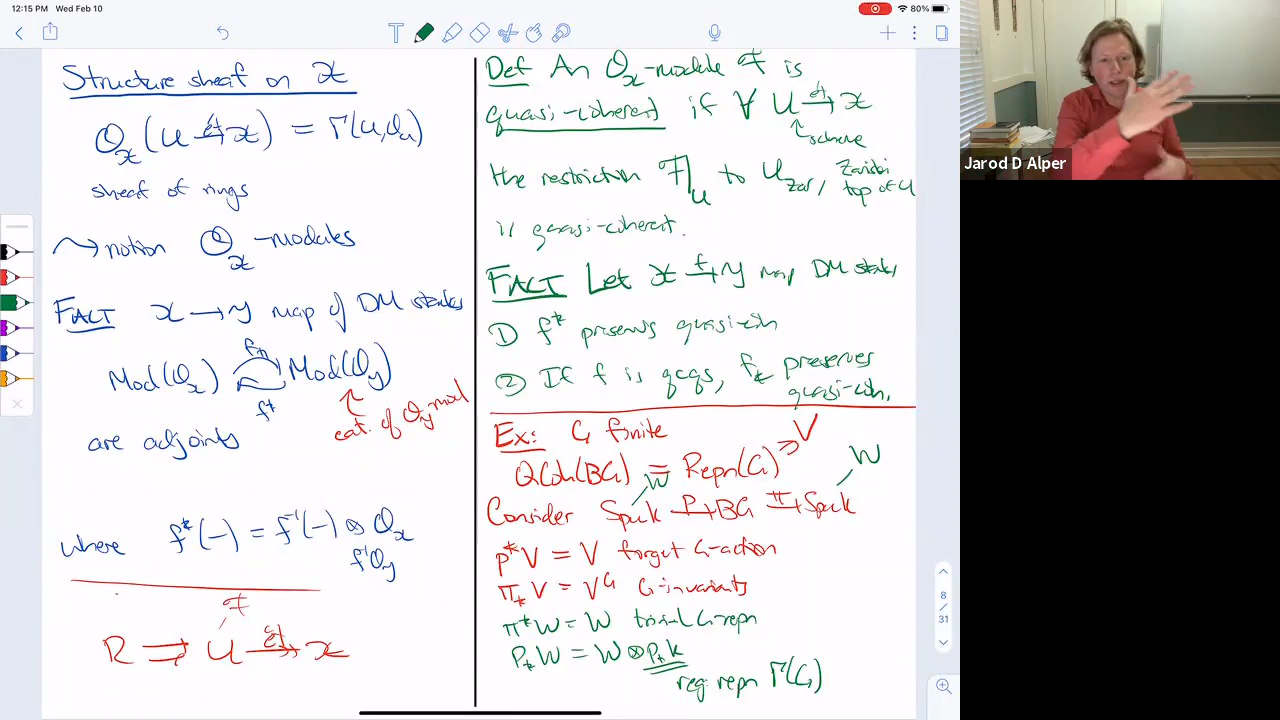 12:15 PM Wed Feb 10
80%
Structure sheaf on 𝒳
𝒪_𝒳 (U →ét 𝒳) = Γ(U, 𝒪_U)
sheaf of rings
⇝ notion 𝒪_𝒳-modules
FACT 𝒳 → 𝒴 map of DM stacks
Mod(𝒪_𝒳) ⇄ Mod(𝒪_𝒴)
f_*
f^*
cat. of 𝒪_𝒴 mod
are adjoints
where f^*(-) = f^{-1}(-) ⊗ 𝒪_𝒳
f^{-1}𝒪_𝒴
ℱ
R ⇉ U →ét 𝒳
Def An 𝒪_𝒳-module ℱ is
quasi-coherent if ∀ U →ét 𝒳
scheme
the restriction ℱ|_U to U_Zar, Zariski top of U
is quasi-coherent.
FACT Let 𝒳 →f 𝒴 map DM stacks
① f^* preserves quasi-coh
② If f is qcqs, f_* preserves quasi-coh.
Ex: G finite
V
QCoh(BG) = Repn(G) ∋
W
W
Consider Spec k →p BG →π Spec k
p^*V = V forget G-action
π_*V = V^G G-invariants
π^*W = W trivial G-repn
p_*W = W ⊗ p_*k
reg. repn Γ(G)
8
/
31
Jarod D Alper